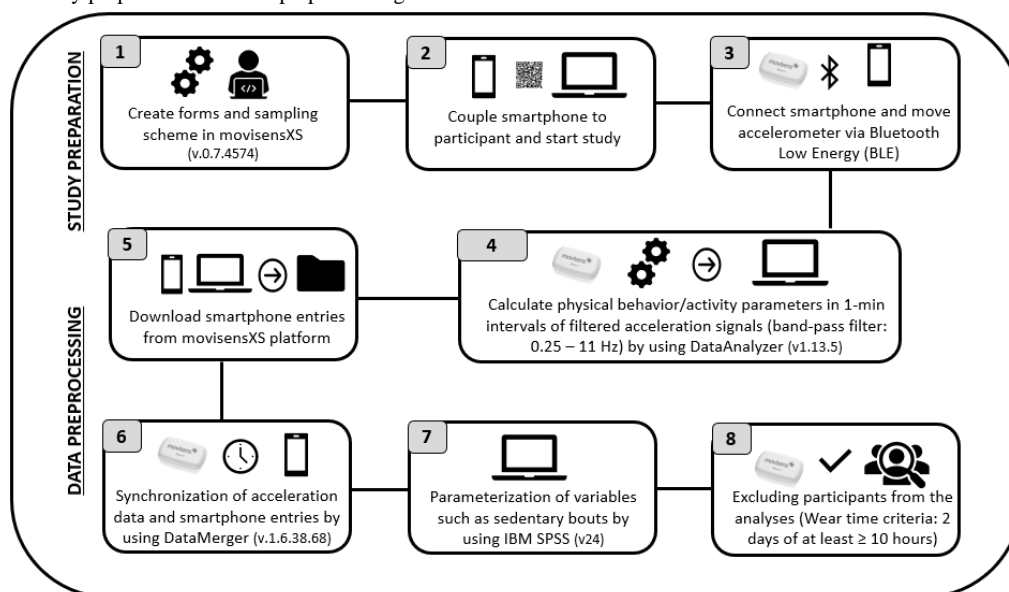 STUDY PREPARATION
1
Create forms and sampling
scheme in movisensXS
(v.0.7.4574)
2
Couple smartphone to
participant and start study
3
movisens
Connect smartphone and move
accelerometer via Bluetooth
Low Energy (BLE)
DATA PREPROCESSING
4
movisens
Calculate physical behavior/activity parameters in 1-min
intervals of filtered acceleration signals (band-pass filter:
0.25 – 11 Hz) by using DataAnalyzer (v1.13.5)
5
Download smartphone entries
from movisensXS platform
6
movisens
Synchronization of acceleration
data and smartphone entries by
using DataMerger (v.1.6.38.68)
7
Parameterization of variables
such as sedentary bouts by
using IBM SPSS (v24)
8
movisens
Excluding participants from the
analyses (Wear time criteria: 2
days of at least ≥ 10 hours)